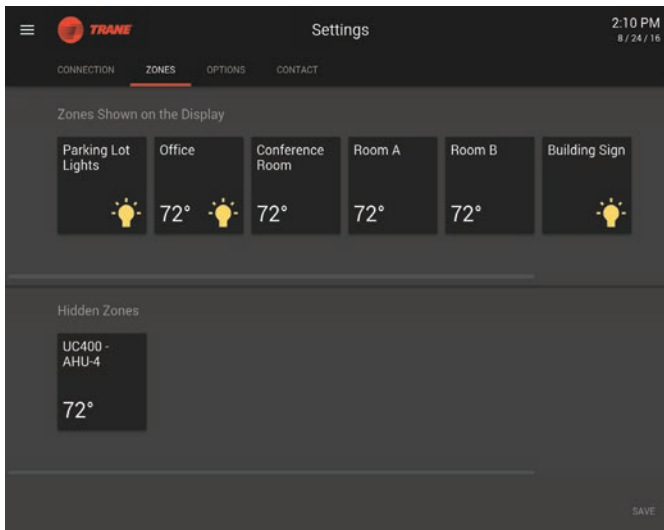 TRANE
Settings
2:10 PM
8 / 24 / 16
CONNECTION ZONES OPTIONS CONTACT
Zones Shown on the Display
Parking Lot
Lights
Office
72°
Conference
Room
72°
Room A
72°
Room B
72°
Building Sign
Hidden Zones
UC400 -
AHU-4
72°
SAVE